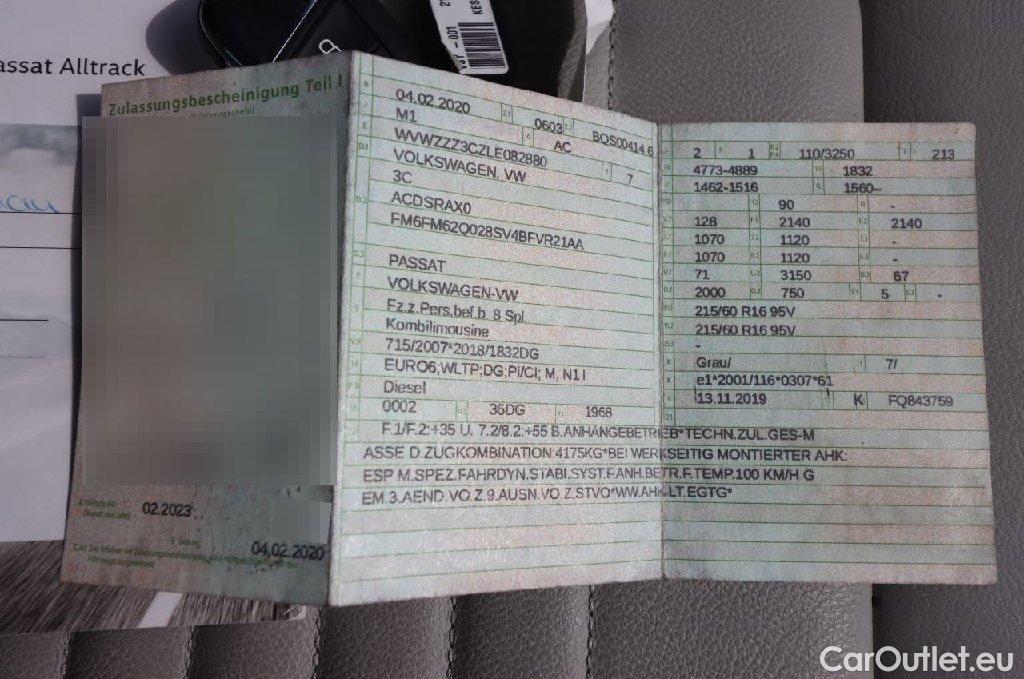 assat Alltrack
Zulassungsbescheinigung Teil I
02.2023
04.02.2020
04.02.2020 0603 BQS00414 6
M1 AC
WVWZZZ3CZLE082880 7
VOLKSWAGEN, VW
3C
ACDSRAX0
FM6FM62Q028SV4BFVR21AA
PASSAT
VOLKSWAGEN-VW
Fz.z.Pers.bef.b. 8 Spl.
Kombilimousine
715/2007*2018/1832DG
EURO6,WLTP;DG;PI/CI; M, N1 I
Diesel
0002 36DG 1968
F.1/F.2:+35 U. 7.2/8.2:+55 B.ANHÄNGEBETRIEB*TECHN.ZUL.GES-M
ASSE D.ZUGKOMBINATION:4175KG*BEI WERKSEITIG MONTIERTER AHK:
ESP M.SPEZ.FAHRDYN.STABI.SYST.F.ANH.BETR.F.TEMP.100 KM/H G
EM 3.AEND.VO.Z.9.AUSN.VO.Z.STVO*WW.AHK-LT.EGTG*
2 1 110/3250 213
4773-4889 1832
1462-1516 1560–
90 -
128 2140 2140
1070 1120 -
1070 1120 -
71 3150 67
2000 750 5 -
215/60 R16 95V
215/60 R16 95V
-
Grau/ 7/
e1*2001/116*0307*61
13.11.2019 K FQ843759
CarOutlet.eu